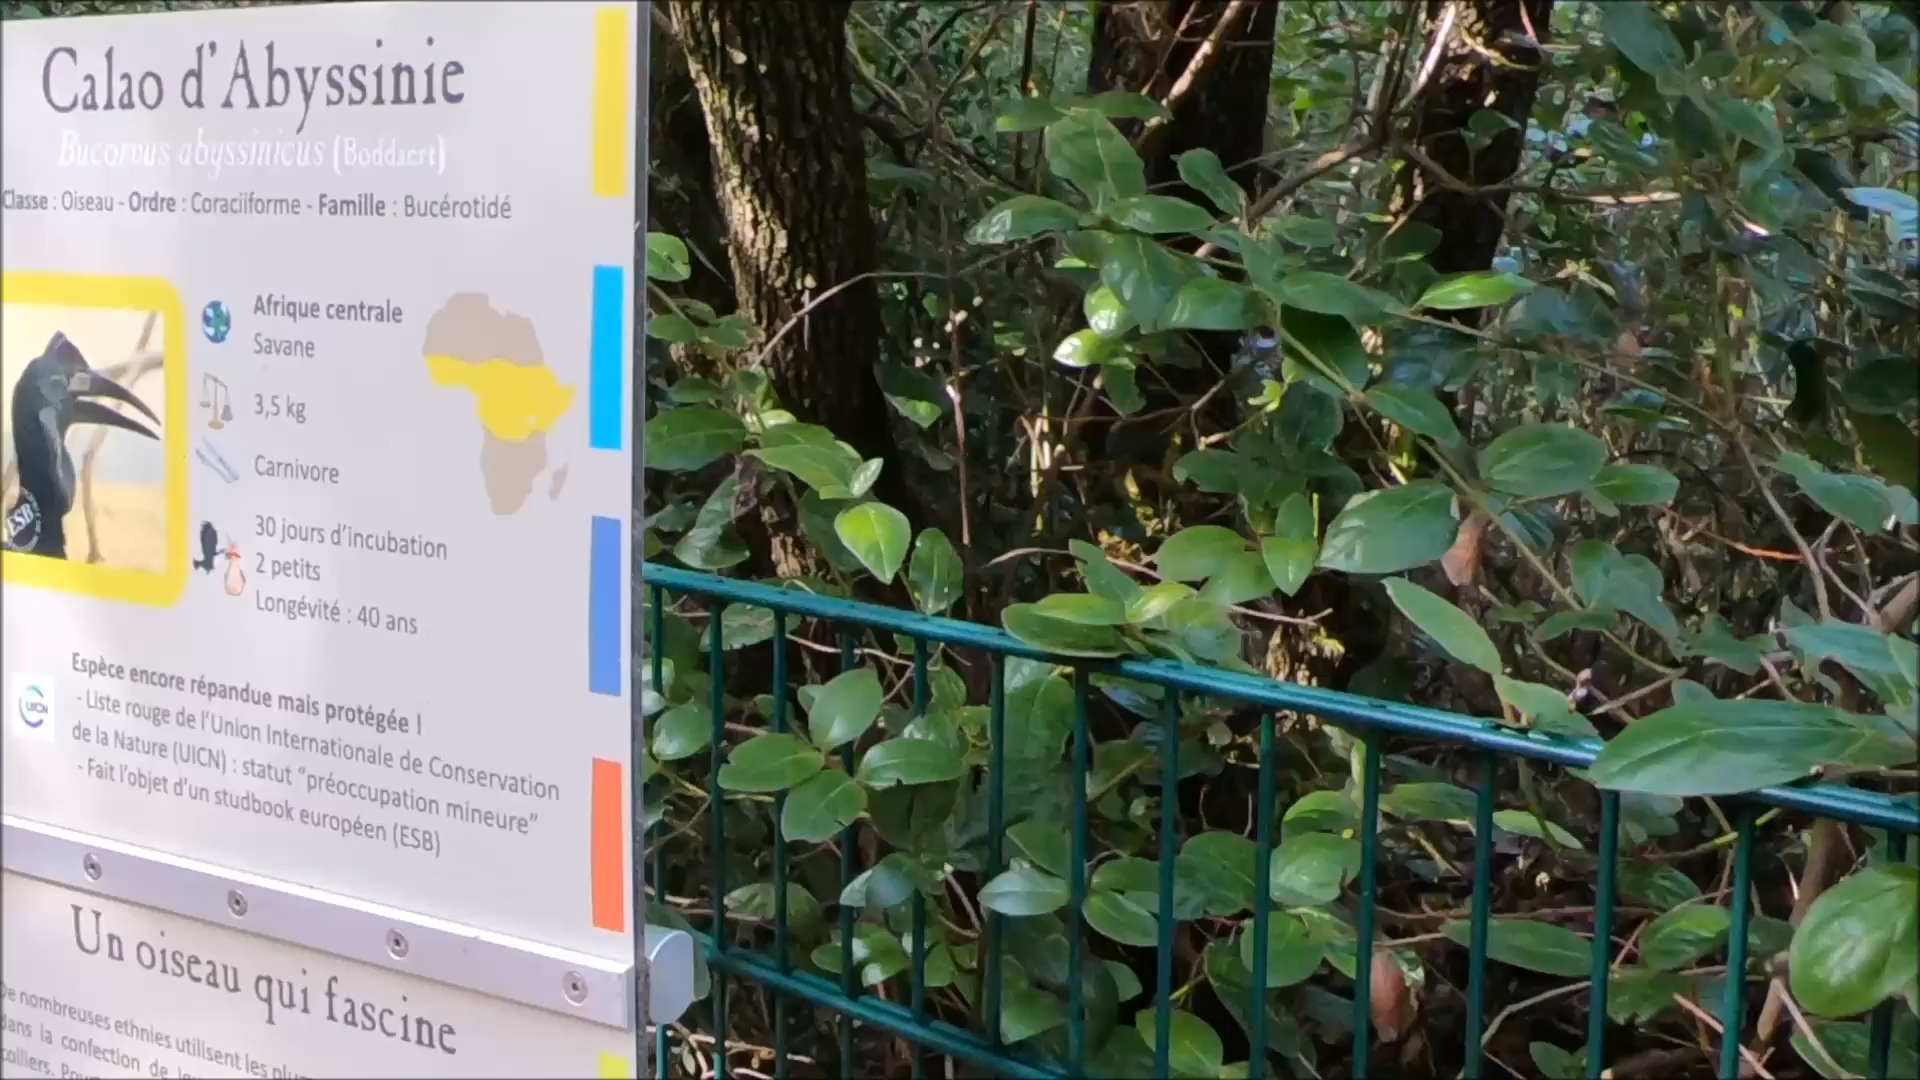 Calao d'Abyssinie
Bucorvus abyssinicus (Boddaert)
Classe : Oiseau - Ordre : Coraciiforme - Famille : Bucérotidé
Afrique centrale
Savane
3,5 kg
Carnivore
30 jours d'incubation
2 petits
Longévité : 40 ans
ESB
Espèce encore répandue mais protégée !
- Liste rouge de l'Union Internationale de Conservation
de la Nature (UICN) : statut "préoccupation mineure"
- Fait l'objet d'un studbook européen (ESB)
UICN
Un oiseau qui fascine
De nombreuses ethnies utilisent les
dans la confection de
colliers.